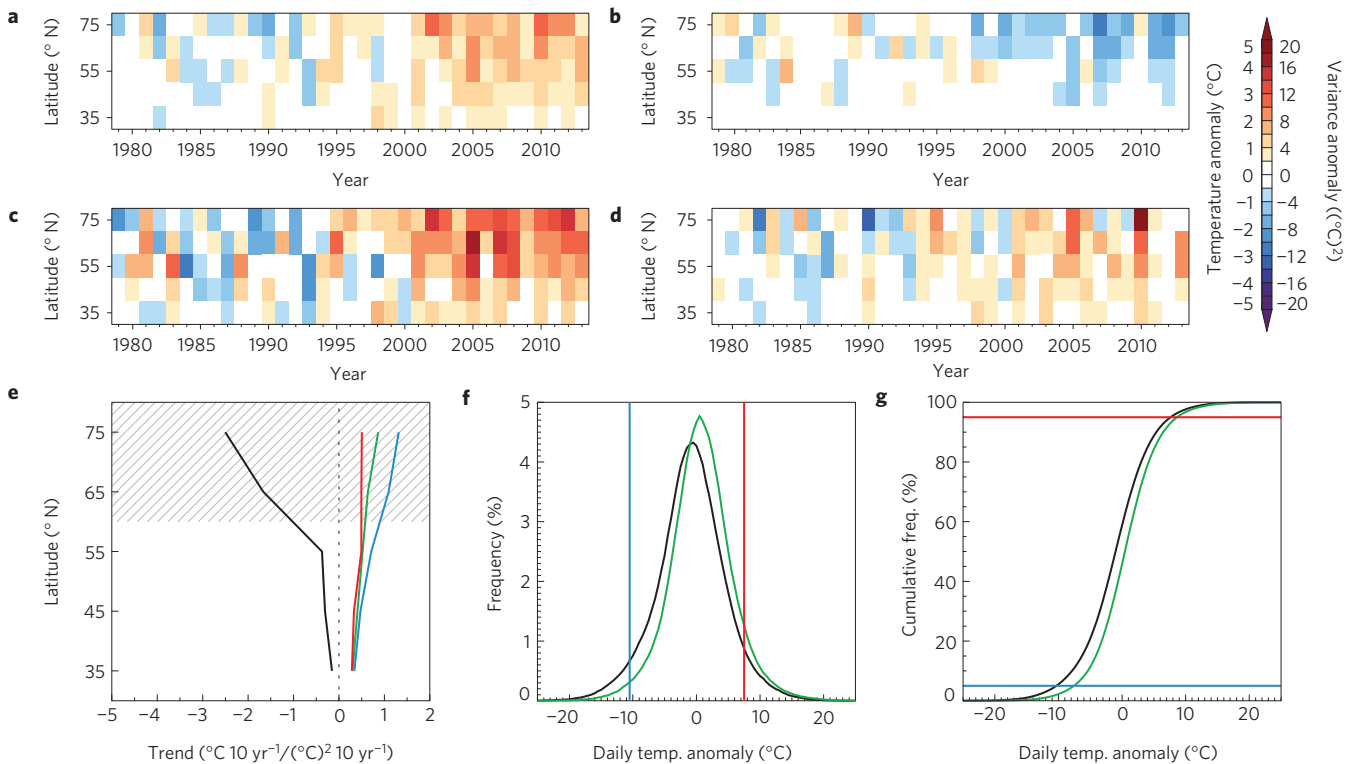 a
Latitude (° N)
75
55
35
1980 1985 1990 1995 2000 2005 2010
Year
b
Latitude (° N)
75
55
35
1980 1985 1990 1995 2000 2005 2010
Year
c
Latitude (° N)
75
55
35
1980 1985 1990 1995 2000 2005 2010
Year
d
Latitude (° N)
75
55
35
1980 1985 1990 1995 2000 2005 2010
Year
Temperature anomaly (°C)
5 20
4 16
3 12
2 8
1 4
0 0
−1 −4
−2 −8
−3 −12
−4 −16
−5 −20
Variance anomaly ((°C)²)
e
Latitude (° N)
75
65
55
45
35
−5 −4 −3 −2 −1 0 1 2
Trend (°C 10 yr⁻¹/(°C)² 10 yr⁻¹)
f
Frequency (%)
5
4
3
2
1
0
−20 −10 0 10 20
Daily temp. anomaly (°C)
g
Cumulative freq. (%)
100
80
60
40
20
0
−20 −10 0 10 20
Daily temp. anomaly (°C)